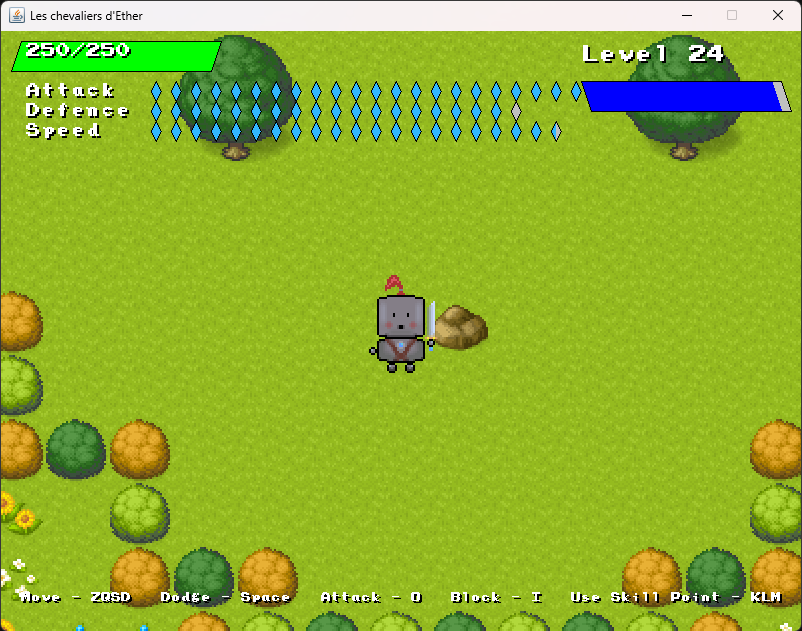 Les chevaliers d'Ether
250/250
Level 24
Attack
Defence
Speed
Move - ZQSD Dodge - Space Attack - O Block - I Use Skill Point - KLM